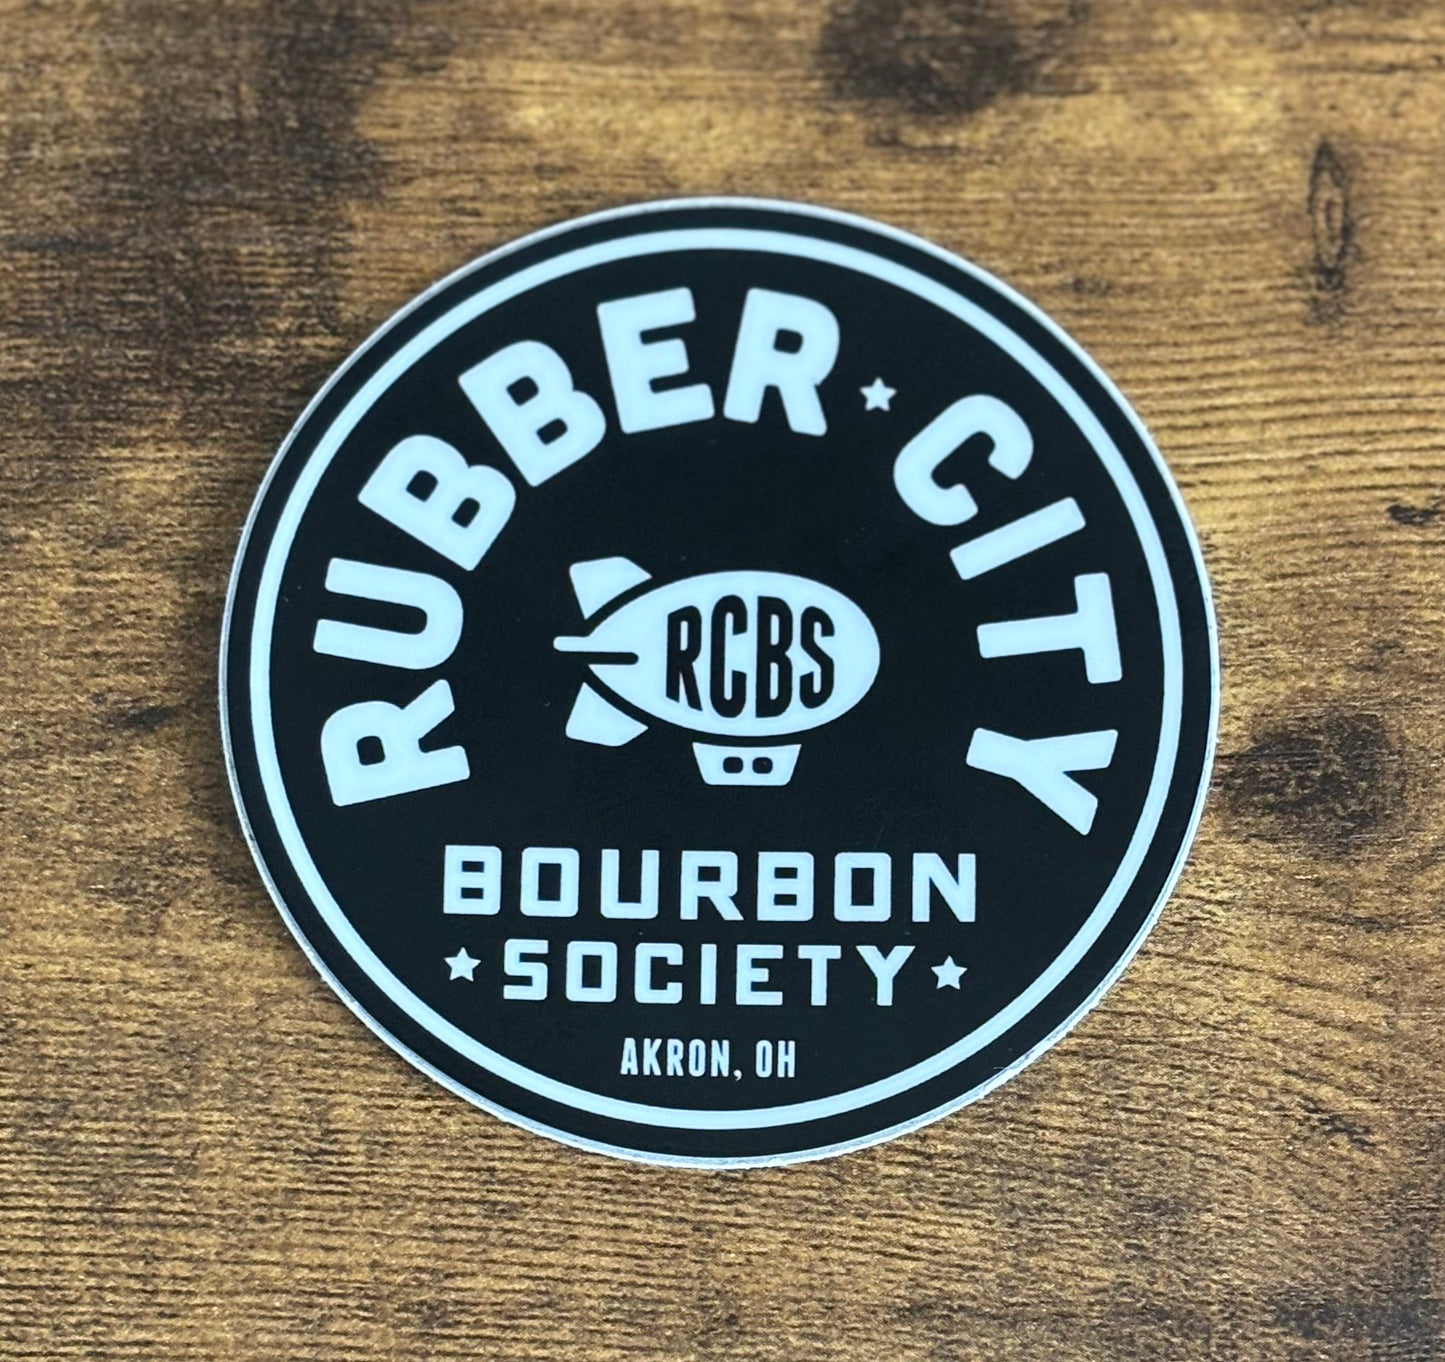 RUBBER CITY
RCBS
BOURBON
SOCIETY
AKRON, OH